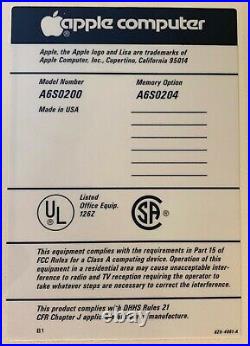 apple computer
Apple, the Apple logo and Lisa are trademarks of
Apple Computer, Inc., Cupertino, California 95014
Model Number
Memory Option
A6S0200
A6S0204
Made in USA
UL
Listed
Office Equip.
126Z
SA
This equipment complies with the requirements in Part 15 of
FCC Rules for a Class A computing device. Operation of this
equipment in a residential area may cause unacceptable inter-
ference to radio and TV reception requiring the operator to
take whatever steps are necessary to correct the interference.
This product complies with DHHS Rules 21
CFR Chapter J manufacture.
B1